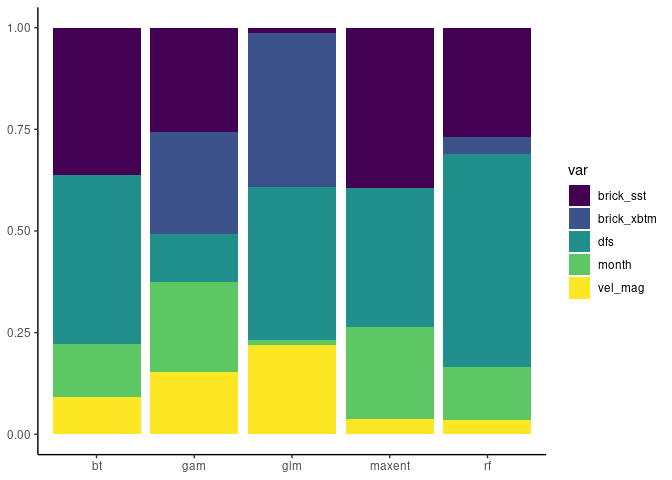 1.00
0.75
0.50
0.25
0.00
bt gam glm maxent rf
var
brick_sst
brick_xbtm
dfs
month
vel_mag